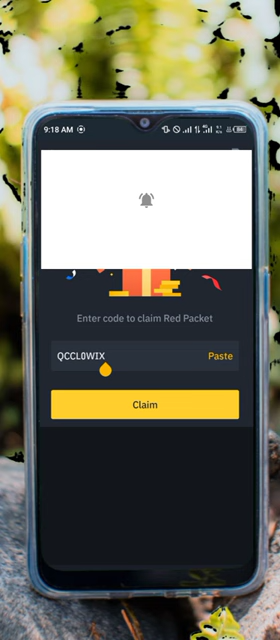 9:18 AM
Enter code to claim Red Packet
QCCL0WIX
Paste
Claim